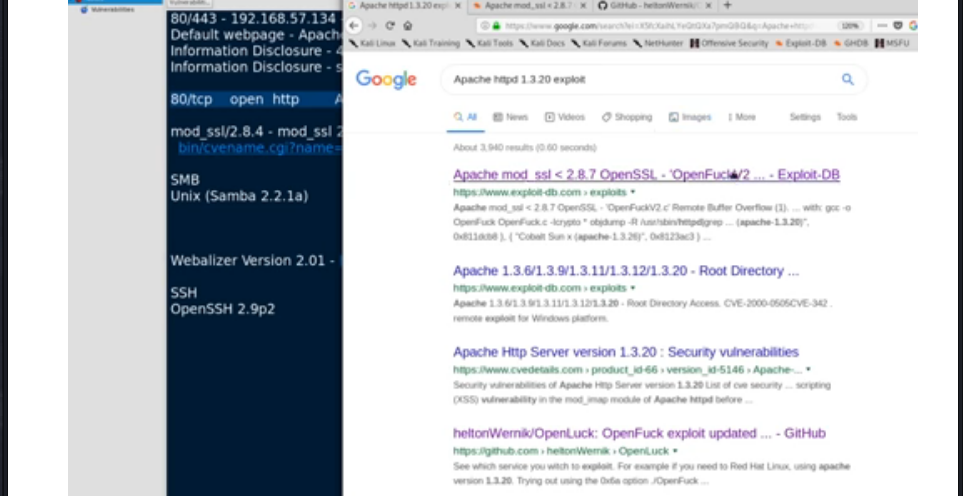 Vulnerabilities
80/443 - 192.168.57.134
Default webpage - Apach
Information Disclosure - 4
Information Disclosure - s
80/tcp open http A
mod_ssl/2.8.4 - mod_ssl 2
bin/cvename.cgi?name=
SMB
Unix (Samba 2.2.1a)
Webalizer Version 2.01 -
SSH
OpenSSH 2.9p2
Apache httpd 1.3.20 exp
Apache mod_ssl < 2.8.7
GitHub - heltonWernik/
https://www.google.com/search
120%
Kali Linux Kali Training Kali Tools Kali Docs Kali Forums NetHunter Offensive Security Exploit-DB GHDB MSFU
Google
Apache httpd 1.3.20 exploit
All News Videos Shopping Images More Settings Tools
About 3,940 results (0.60 seconds)
Apache mod_ssl < 2.8.7 OpenSSL - 'OpenFuck /2 ... - Exploit-DB
https://www.exploit-db.com › exploits
Apache mod_ssl < 2.8.7 OpenSSL - 'OpenFuckV2.c' Remote Buffer Overflow (1). ... with: gcc -o
OpenFuck OpenFuck.c -lcrypto * objdump -R /usr/sbin/httpd|grep ... (apache-1.3.20)",
{ "Cobalt Sun x (apache-1.3.26)", 0x8123ac3 } ...
Apache 1.3.6/1.3.9/1.3.11/1.3.12/1.3.20 - Root Directory ...
https://www.exploit-db.com › exploits
Apache 1.3.6/1.3.9/1.3.11/1.3.12/1.3.20 - Root Directory Access. CVE-2000-0505CVE-342 .
remote exploit for Windows platform.
Apache Http Server version 1.3.20 : Security vulnerabilities
https://www.cvedetails.com › product_id-66 › version_id-5146 › Apache-...
Security vulnerabilities of Apache Http Server version 1.3.20 List of cve security ... scripting
(XSS) vulnerability in the mod_imap module of Apache httpd before ...
heltonWernik/OpenLuck: OpenFuck exploit updated ... - GitHub
https://github.com › heltonWernik › OpenLuck
See which service you witch to exploit. For example if you need to Red Hat Linux, using apache
version 1.3.20. Trying out using the 0x6a option ./OpenFuck ...